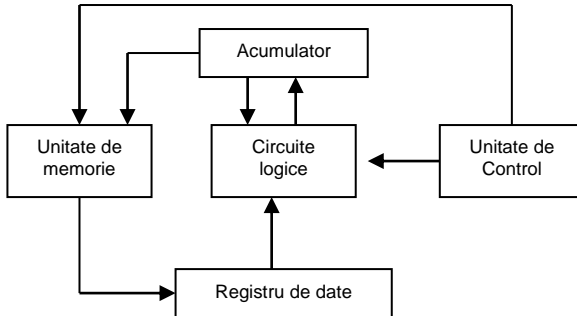 Acumulator
Unitate de
memorie
Circuite
logice
Unitate de
Control
Registru de date